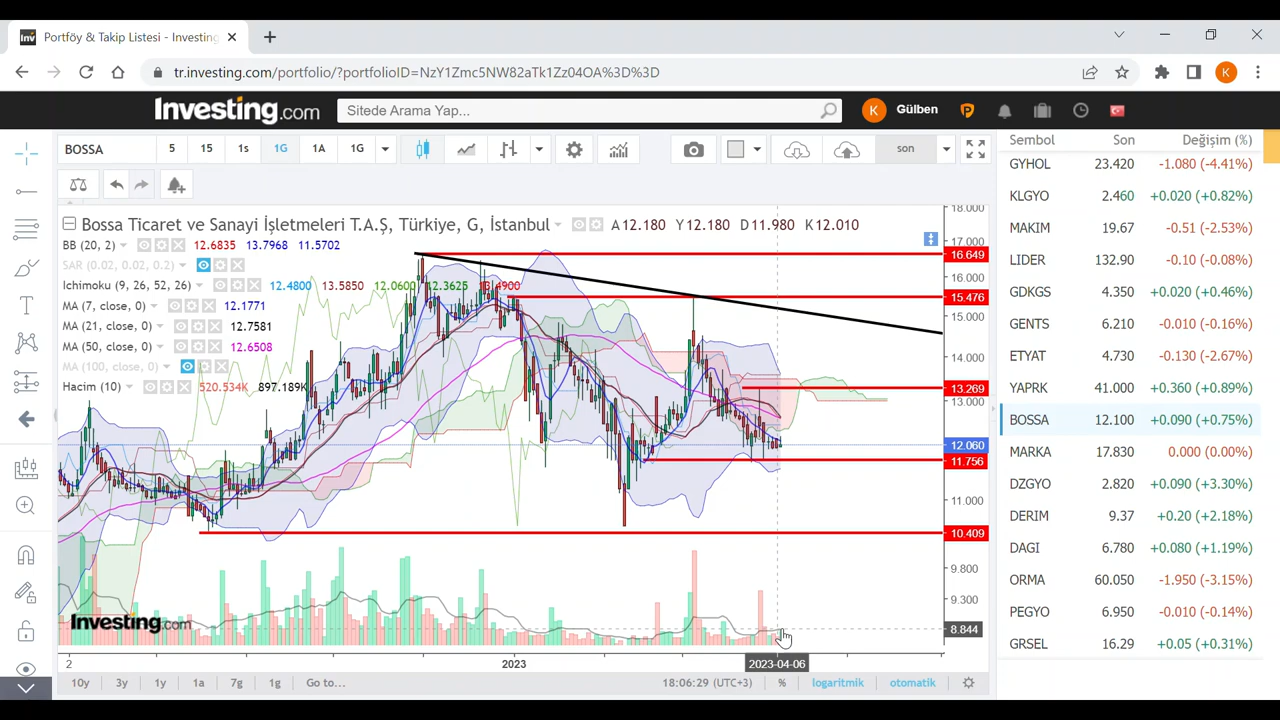 Portföy & Takip Listesi - Investing
tr.investing.com/portfolio/?portfolioID=NzY1Zmc5NW82aTk1Zz04OA%3D%3D
K
Investing.com
Sitede Arama Yap...
K Gülben
BOSSA 5 15 1s 1G 1A 1G
son
Bossa Ticaret ve Sanayi İşletmeleri T.A.Ş, Türkiye, G, İstanbul A12.180 Y12.180 D11.980 K12.010
BB (20, 2) 12.6835 13.7968 11.5702
SAR (0.02, 0.02, 0.2)
Ichimoku (9, 26, 52, 26) 12.4800 13.5850 12.0600 12.3625 13.4900
MA (7, close, 0) 12.1771
MA (21, close, 0) 12.7581
MA (50, close, 0) 12.6508
MA (100, close, 0)
Hacim (10) 520.534K 897.189K
18.000
17.000
16.649
16.000
15.476
15.000
14.000
13.269
13.000
12.060
11.756
11.000
10.409
9.800
9.300
8.844
Investing.com
2 2023 2023-04-06
10y 3y 1y 1a 7g 1g Go to... 18:06:29 (UTC+3) % logaritmik otomatik
Sembol Son Değişim (%)
GYHOL 23.420 -1.080 (-4.41%)
KLGYO 2.460 +0.020 (+0.82%)
MAKIM 19.67 -0.51 (-2.53%)
LIDER 132.90 -0.10 (-0.08%)
GDKGS 4.350 +0.020 (+0.46%)
GENTS 6.210 -0.010 (-0.16%)
ETYAT 4.730 -0.130 (-2.67%)
YAPRK 41.000 +0.360 (+0.89%)
BOSSA 12.100 +0.090 (+0.75%)
MARKA 17.830 0.000 (0.00%)
DZGYO 2.820 +0.090 (+3.30%)
DERIM 9.37 +0.20 (+2.18%)
DAGI 6.780 +0.080 (+1.19%)
ORMA 60.050 -1.950 (-3.15%)
PEGYO 6.950 -0.010 (-0.14%)
GRSEL 16.29 +0.05 (+0.31%)